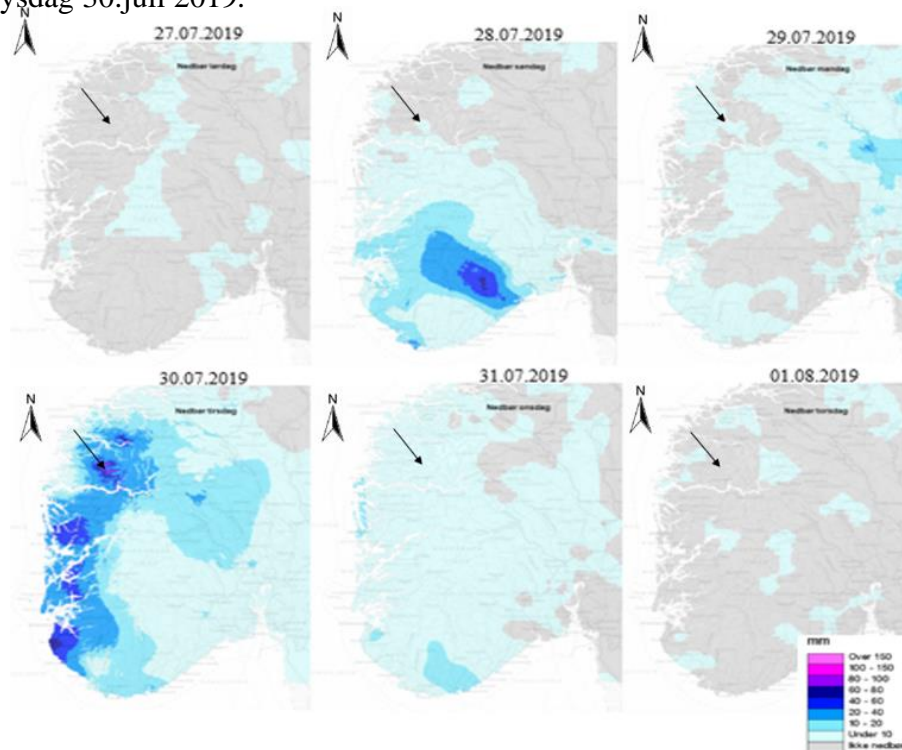 ysdag 30.juli 2019.
N
27.07.2019
Nedbør lørdag
N
28.07.2019
Nedbør søndag
N
29.07.2019
Nedbør mandag
N
30.07.2019
Nedbør tirsdag
N
31.07.2019
Nedbør onsdag
N
01.08.2019
Nedbør torsdag
mm
Over 150
100 - 150
80 - 100
60 - 80
40 - 60
20 - 40
10 - 20
Under 10
Ikke nedbør